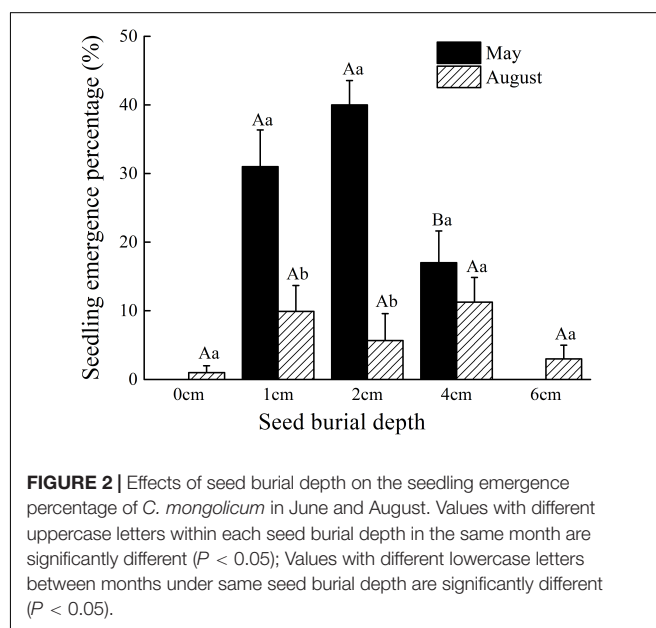 Seedling emergence percentage (%)
50
40
30
20
10
0
May
August
Aa
Aa
Aa
Ab
Aa
Ab
Ba
Aa
Aa
0cm 1cm 2cm 4cm 6cm
Seed burial depth
FIGURE 2 | Effects of seed burial depth on the seedling emergence
percentage of C. mongolicum in June and August. Values with different
uppercase letters within each seed burial depth in the same month are
significantly different (P < 0.05); Values with different lowercase letters
between months under same seed burial depth are significantly different
(P < 0.05).